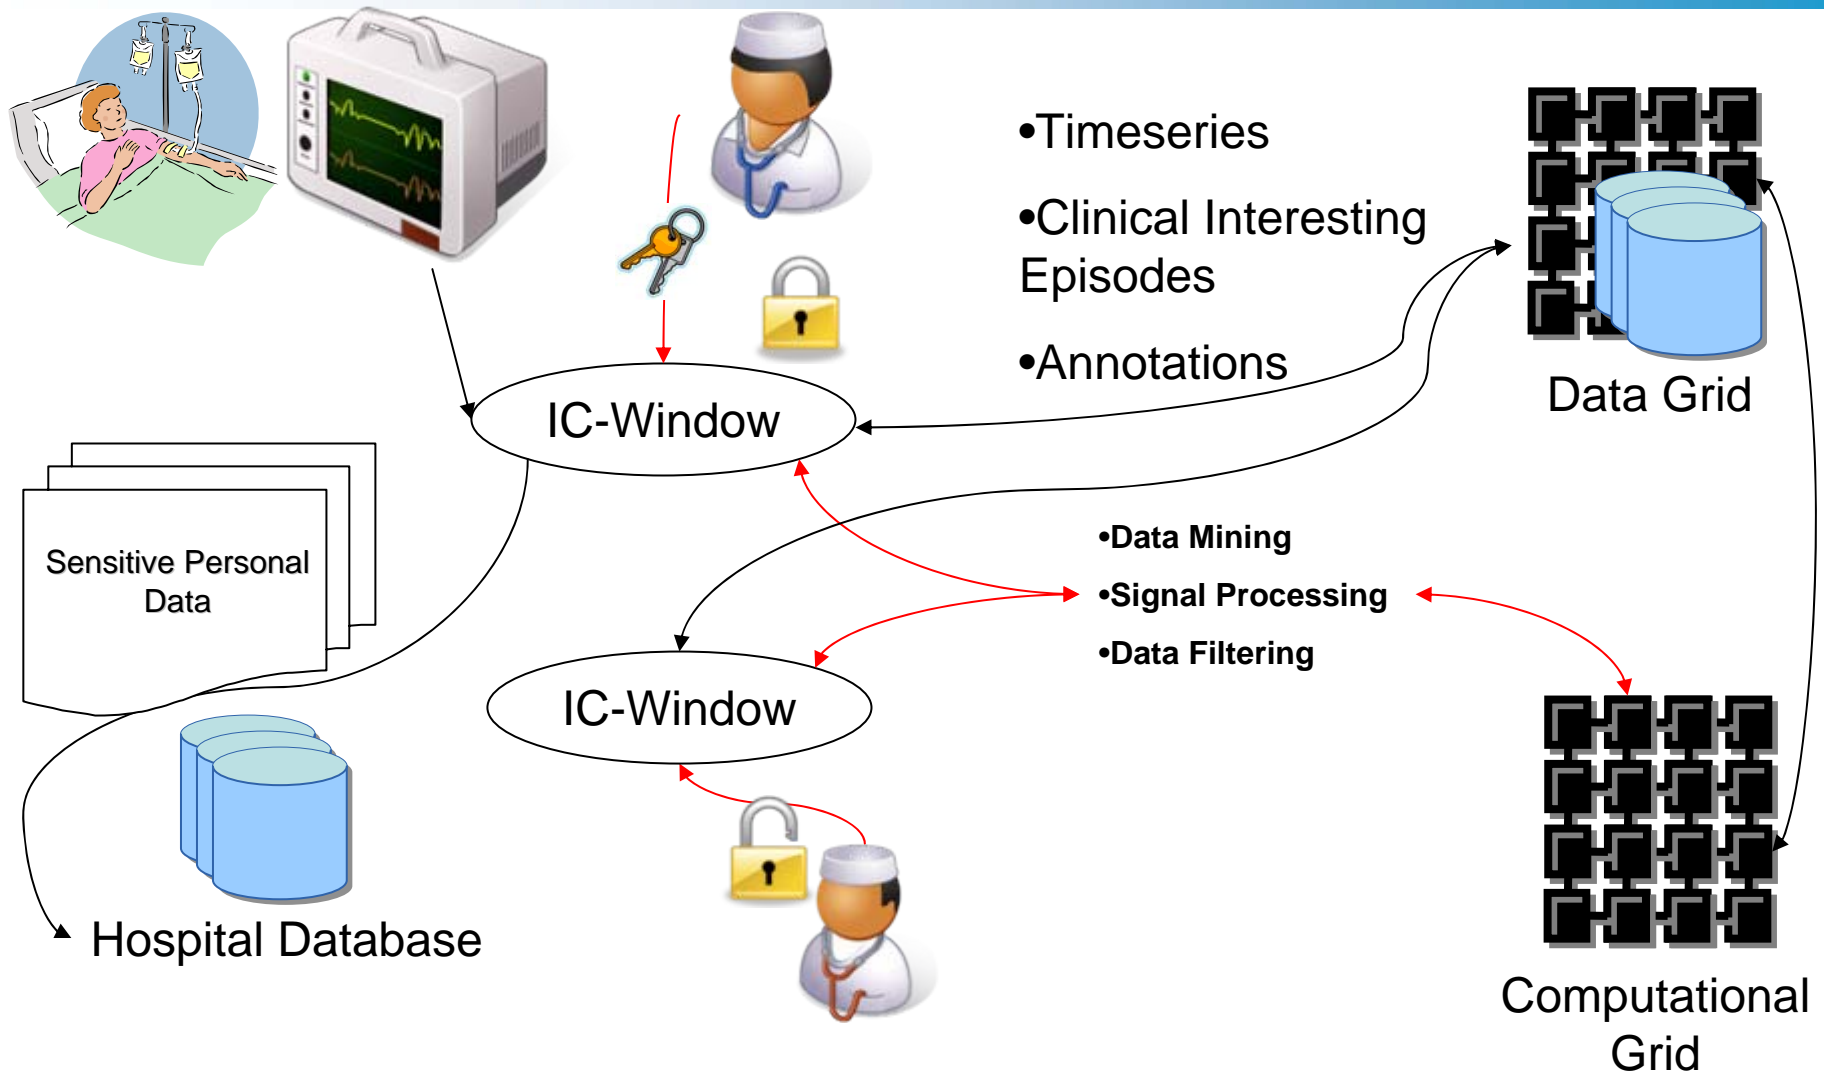 •Timeseries
•Clinical Interesting
Episodes
•Annotations
Data Grid
IC-Window
Sensitive Personal
Data
•Data Mining
•Signal Processing
•Data Filtering
IC-Window
Hospital Database
Computational
Grid